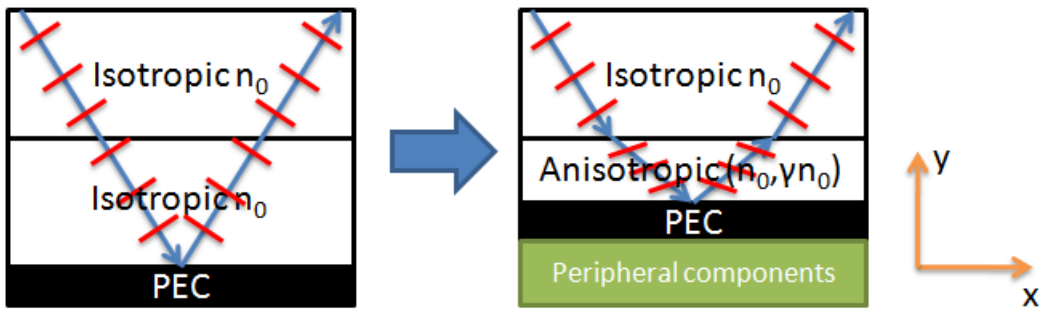 Isotropic n₀
Isotropic n₀
PEC
Isotropic n₀
Anisotropic (n₀,γn₀)
PEC
Peripheral components
y
x